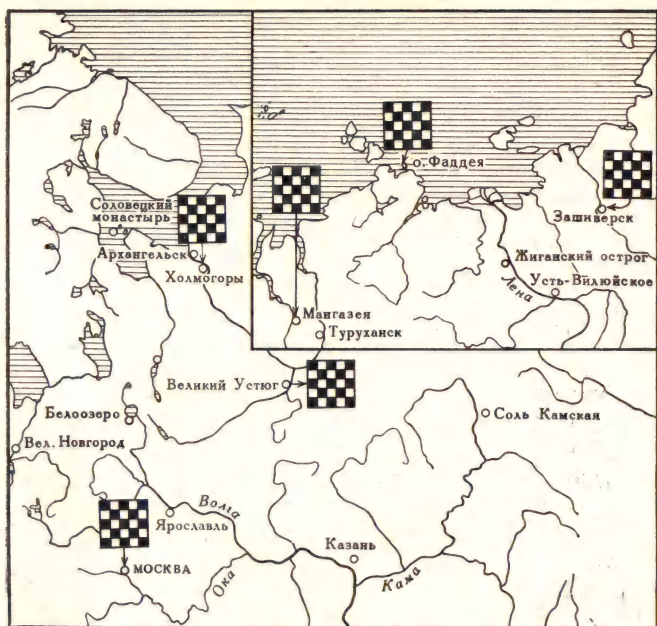 Соловецкий
монастырь
Архангельск
Холмогоры
о. Фаддея
Зашиверск
Жиганский острог
Лена
Усть-Вилюйское
Мангазея
Туруханск
Великий Устюг
Белоозеро
Соль Камская
Вел. Новгород
Волга
Ярославль
Казань
МОСКВА
Ока
Кама